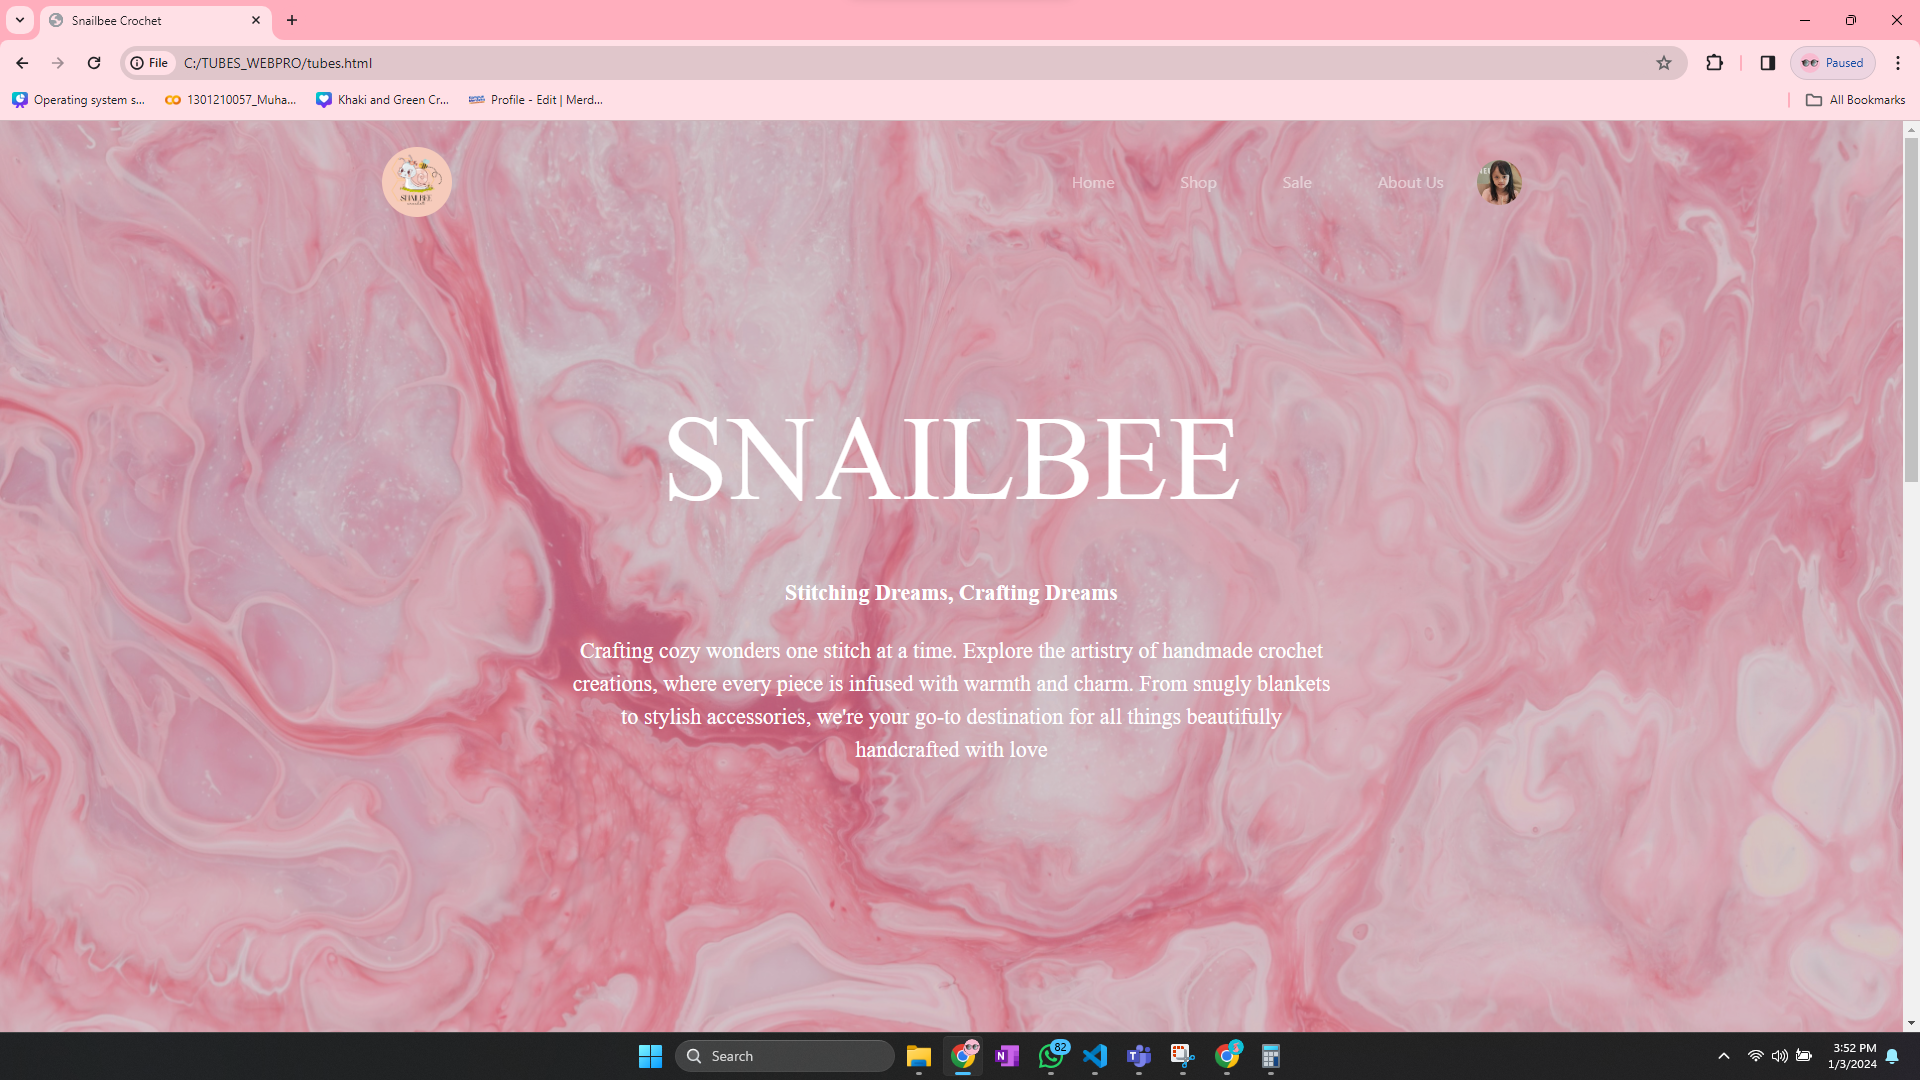 Snailbee Crochet
File
C:/TUBES_WEBPRO/tubes.html
Paused
Operating system s...
1301210057_Muha...
Khaki and Green Cr...
Profile - Edit | Merd...
All Bookmarks
SNAILBEE
Home
Shop
Sale
About Us
SNAILBEE
Stitching Dreams, Crafting Dreams
Crafting cozy wonders one stitch at a time. Explore the artistry of handmade crochet
creations, where every piece is infused with warmth and charm. From snugly blankets
to stylish accessories, we're your go-to destination for all things beautifully
handcrafted with love
Search
82
3:52 PM
1/3/2024